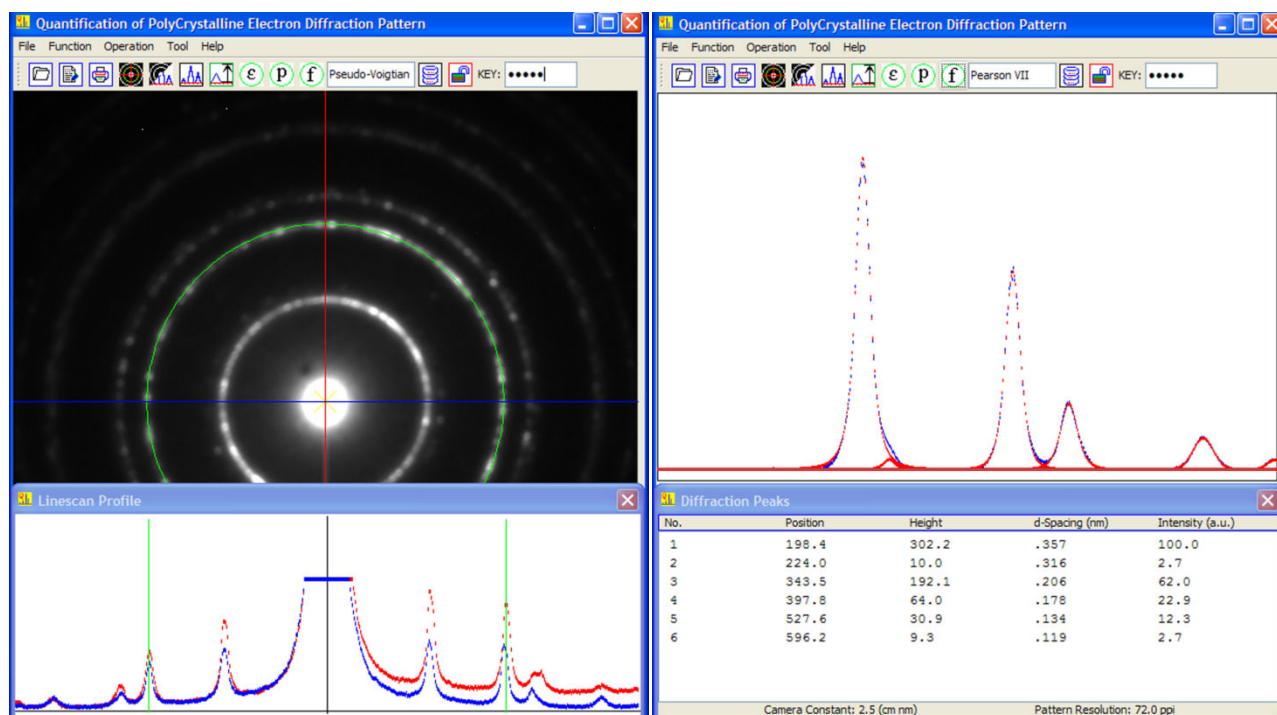 Quantification of PolyCrystalline Electron Diffraction Pattern
File Function Operation Tool Help
ε p f Pseudo-Voigtian KEY: •••••
Linescan Profile
Quantification of PolyCrystalline Electron Diffraction Pattern
File Function Operation Tool Help
ε p f Pearson VII KEY: •••••
Diffraction Peaks
No. Position Height d-Spacing (nm) Intensity (a.u.)
1 198.4 302.2 .357 100.0
2 224.0 10.0 .316 2.7
3 343.5 192.1 .206 62.0
4 397.8 64.0 .178 22.9
5 527.6 30.9 .134 12.3
6 596.2 9.3 .119 2.7
Camera Constant: 2.5 (cm nm) Pattern Resolution: 72.0 ppi